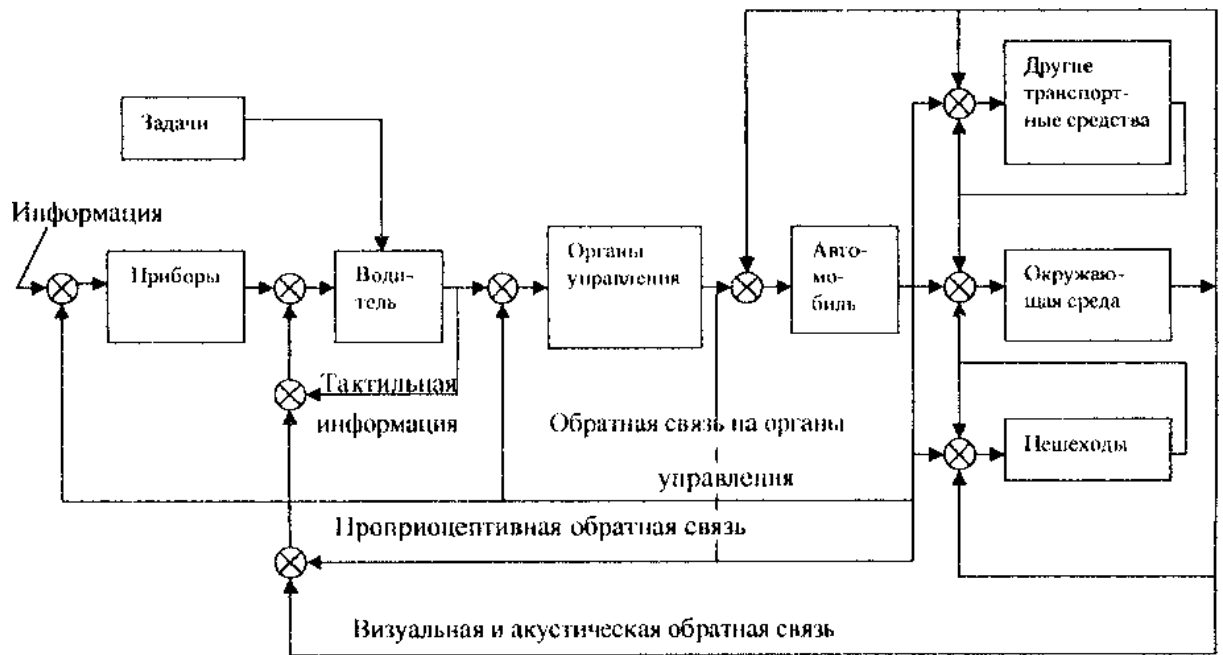 Другие
транспорт-
ные средства
Задачи
Информация
Приборы
Води-
тель
Органы
управления
Авто-
мо-
биль
Окружаю-
щая среда
Тактильная
информация
Обратная связь на органы
управления
Пешеходы
Проприоцептивная обратная связь
Визуальная и акустическая обратная связь